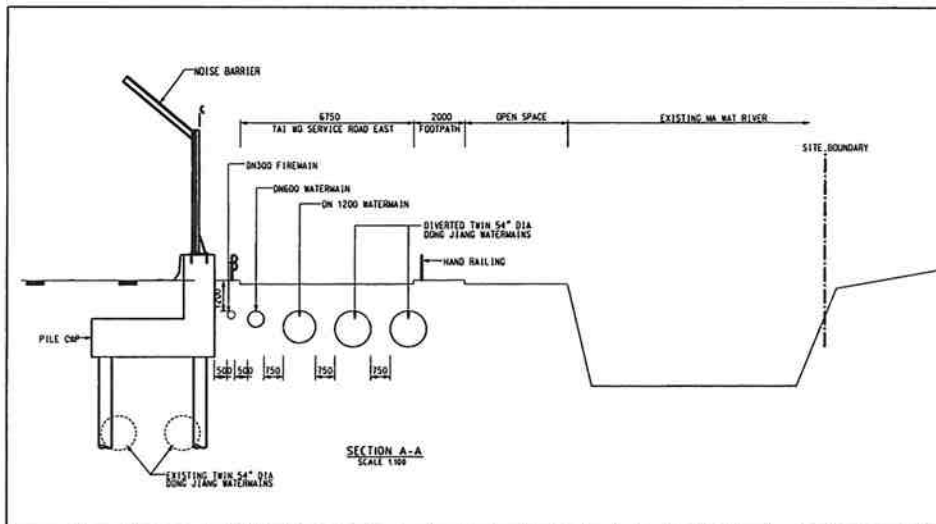 NOISE BARRIER
6750
2000
TAI WO SERVICE ROAD EAST
FOOTPATH
OPEN SPACE
EXISTING MA WAT RIVER
SITE BOUNDARY
DN300 FIREMAIN
DN600 WATERMAIN
DN 1200 WATERMAIN
DIVERTED TWIN 54" DIA
DONG JIANG WATERMAINS
HAND RAILING
1200
PILE CAP
500
500
750
750
750
SECTION A-A
SCALE 1:100
EXISTING TWIN 54" DIA
DONG JIANG WATERMAINS